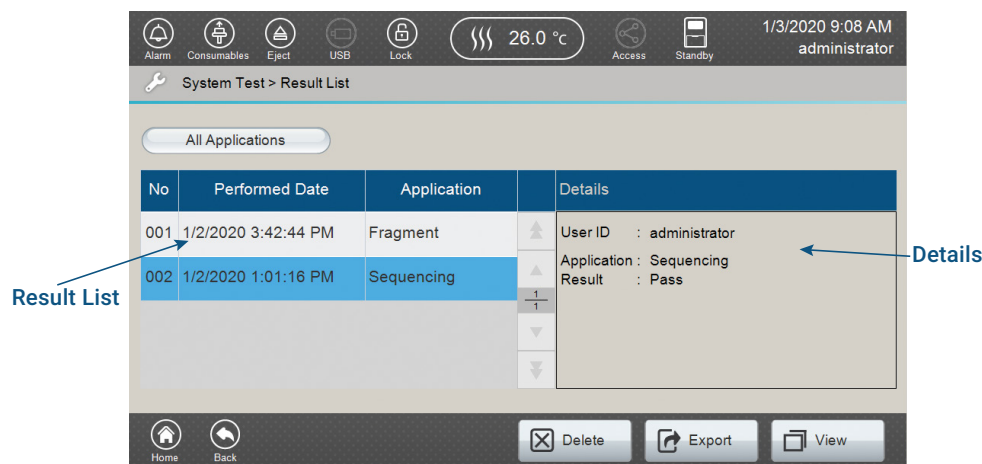 Alarm Consumables Eject USB Lock 26.0 °c Access Standby 1/3/2020 9:08 AM
administrator
System Test > Result List
All Applications
No Performed Date Application Details
001 1/2/2020 3:42:44 PM Fragment
002 1/2/2020 1:01:16 PM Sequencing
1
1
User ID : administrator
Application : Sequencing
Result : Pass
Result List
Details
Home Back Delete Export View